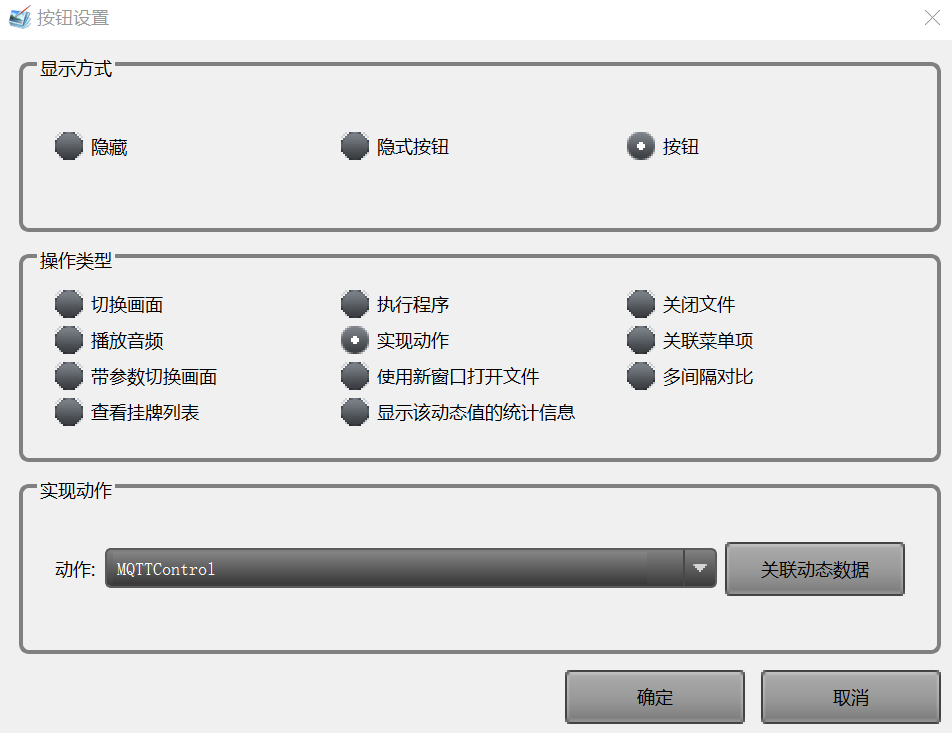 按钮设置
显示方式
隐藏 隐式按钮 按钮
操作类型
切换画面 执行程序 关闭文件
播放音频 实现动作 关联菜单项
带参数切换画面 使用新窗口打开文件 多间隔对比
查看挂牌列表 显示该动态值的统计信息
实现动作
动作: MQTTControl 关联动态数据
确定 取消